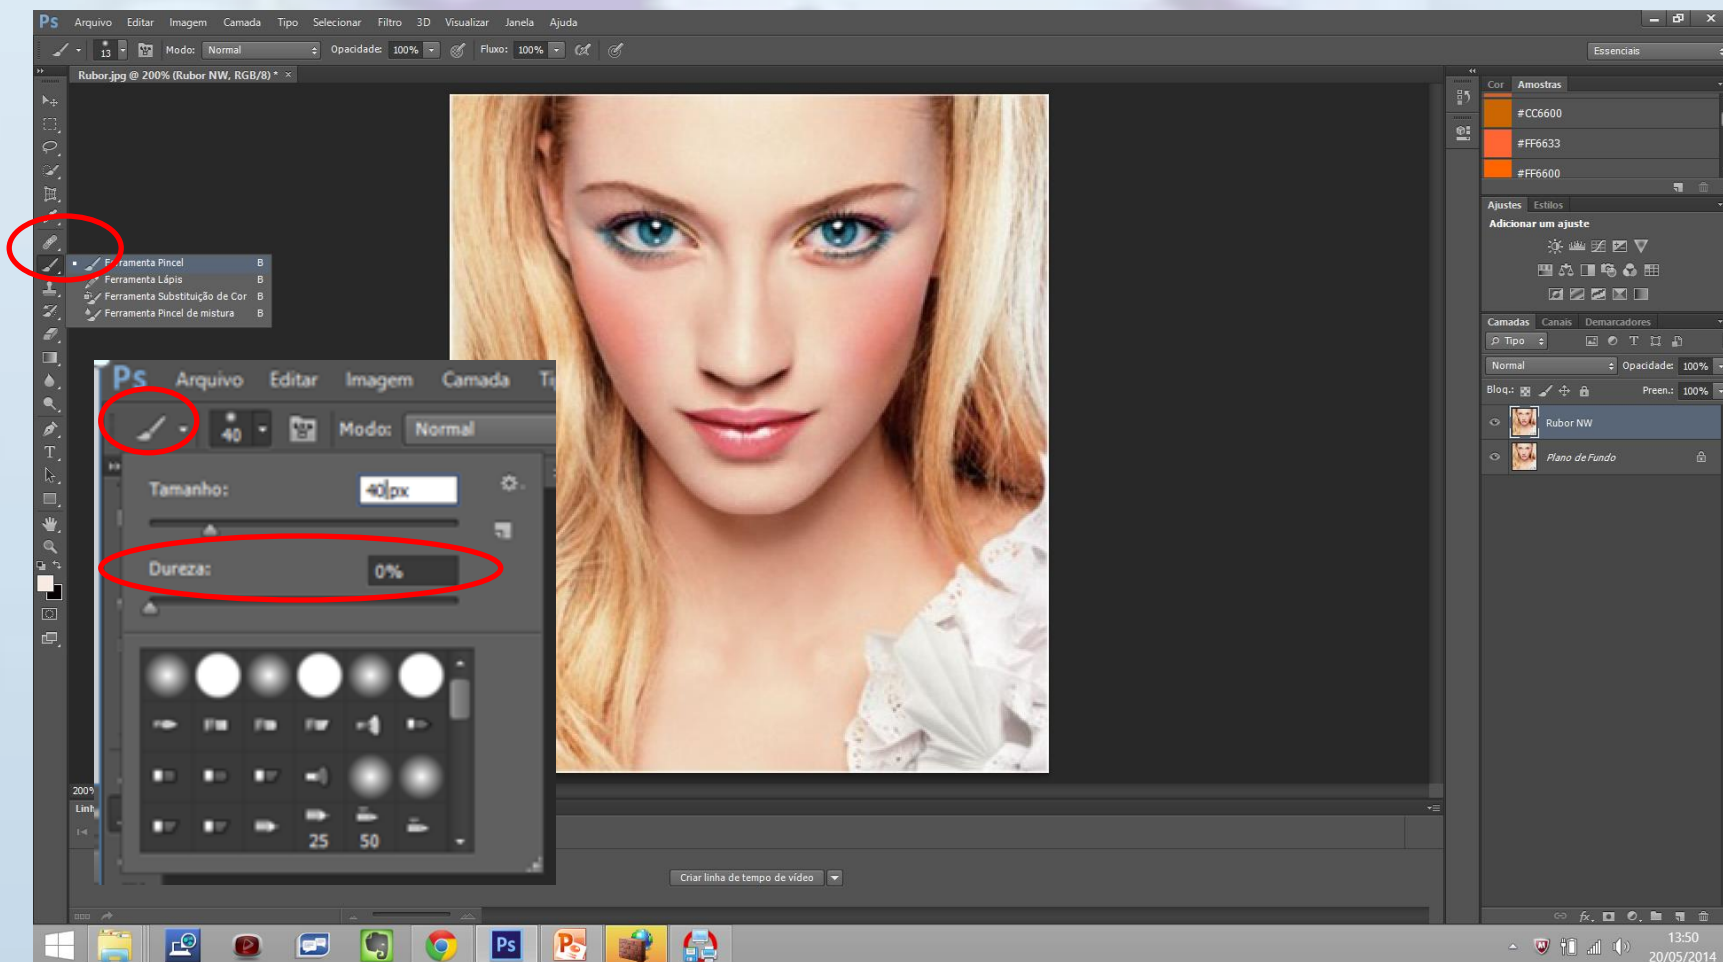 Ps Arquivo Editar Imagem Camada Tipo Selecionar Filtro 3D Visualizar Janela Ajuda
13 Modo: Normal Opacidade: 100% Fluxo: 100% Essenciais
Rubor.jpg @ 200% (Rubor NW, RGB/8) * ×
Cor Amostras
#CC6600
#FF6633
#FF6600
Ajustes Estilos
Adicionar um ajuste
Ferramenta Pincel B
Ferramenta Lápis B
Ferramenta Substituição de Cor B
Ferramenta Pincel de mistura B
Camadas Canais Demarcadores
Tipo
Normal Opacidade: 100%
Bloq.: Preen.: 100%
Rubor NW
Plano de Fundo
Ps Arquivo Editar Imagem Camada
40 Modo: Normal
Tamanho: 40 px
Dureza: 0%
25 50
200%
Criar linha de tempo de vídeo
fx
Ps
13:50
20/05/2014